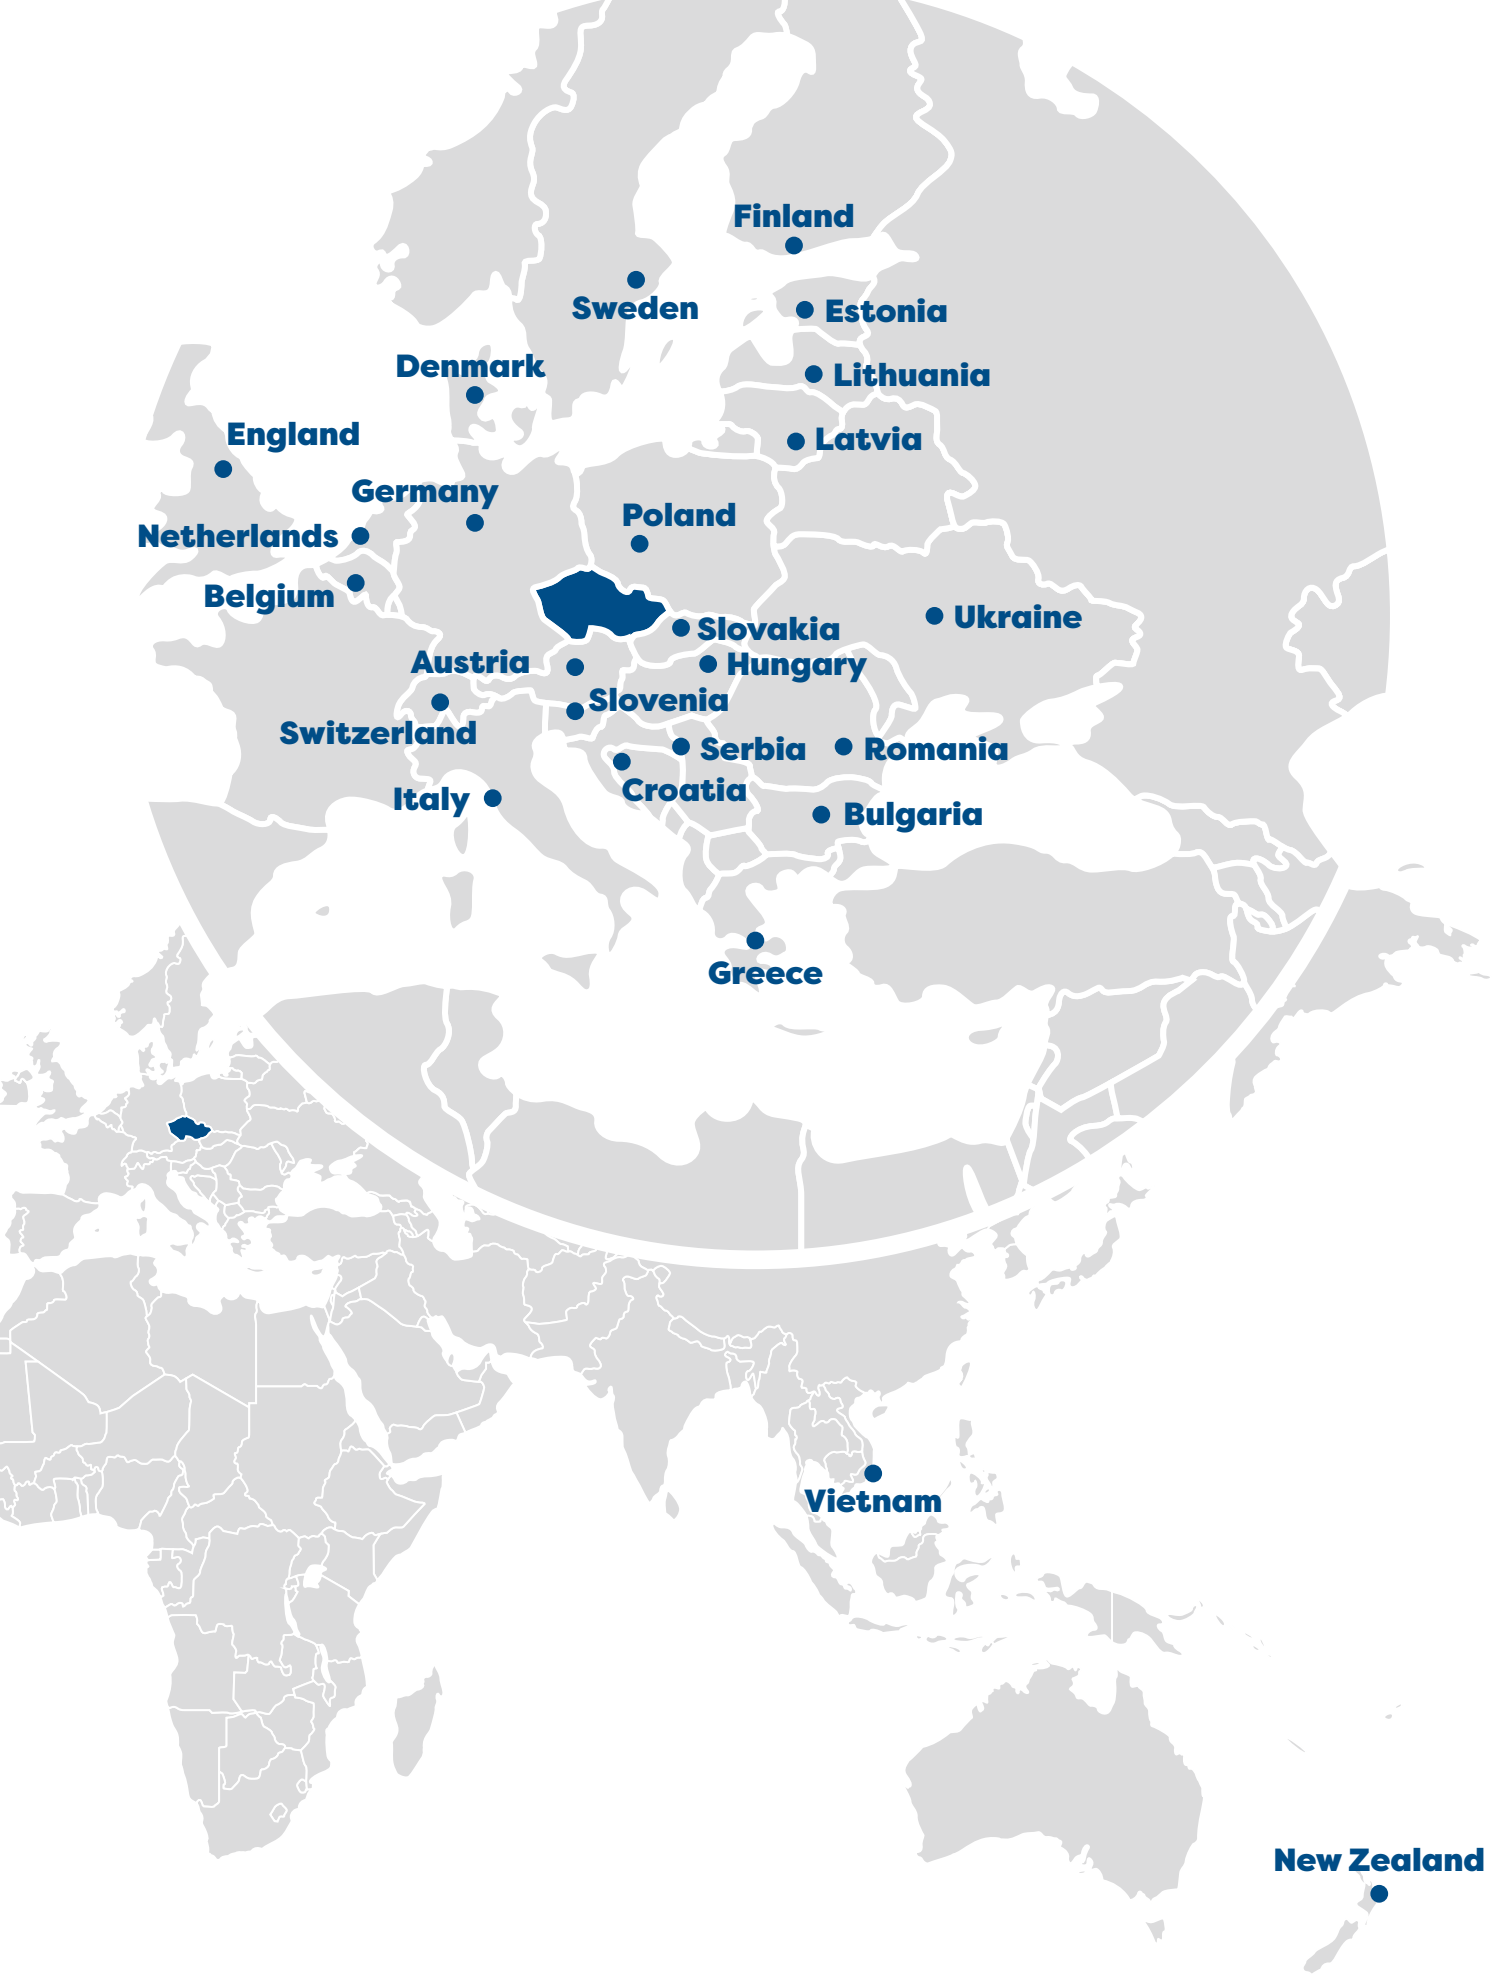 Finland
Sweden
Estonia
Denmark
Lithuania
England
Latvia
Germany
Poland
Netherlands
Belgium
Ukraine
Slovakia
Austria
Hungary
Slovenia
Switzerland
Serbia
Romania
Croatia
Italy
Bulgaria
Greece
Vietnam
New Zealand